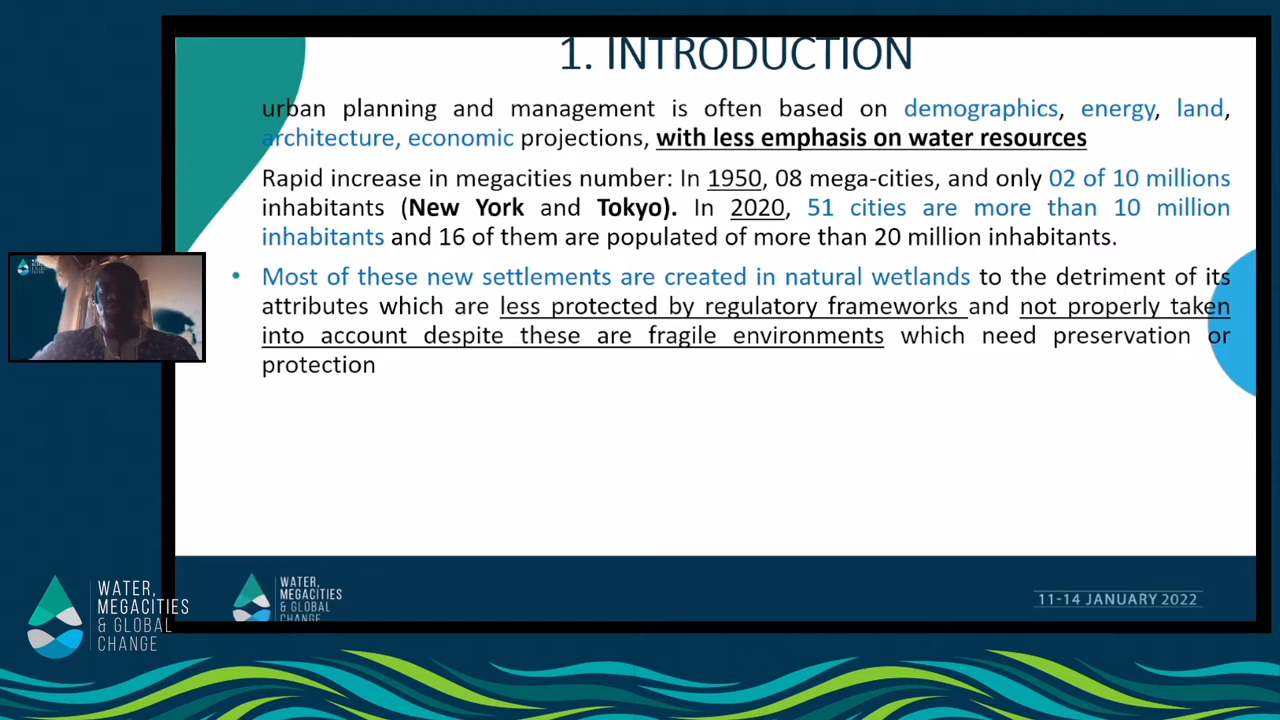 1. INTRODUCTION
urban planning and management is often based on demographics, energy, land,
architecture, economic projections, with less emphasis on water resources
Rapid increase in megacities number: In 1950, 08 mega-cities, and only 02 of 10 millions
inhabitants (New York and Tokyo). In 2020, 51 cities are more than 10 million
inhabitants and 16 of them are populated of more than 20 million inhabitants.
• Most of these new settlements are created in natural wetlands to the detriment of its
attributes which are less protected by regulatory frameworks and not properly taken
into account despite these are fragile environments which need preservation or
protection
WATER,
MEGACITIES
& GLOBAL
CHANGE
11-14 JANUARY 2022
WATER,
MEGACITIES
& GLOBAL
CHANGE